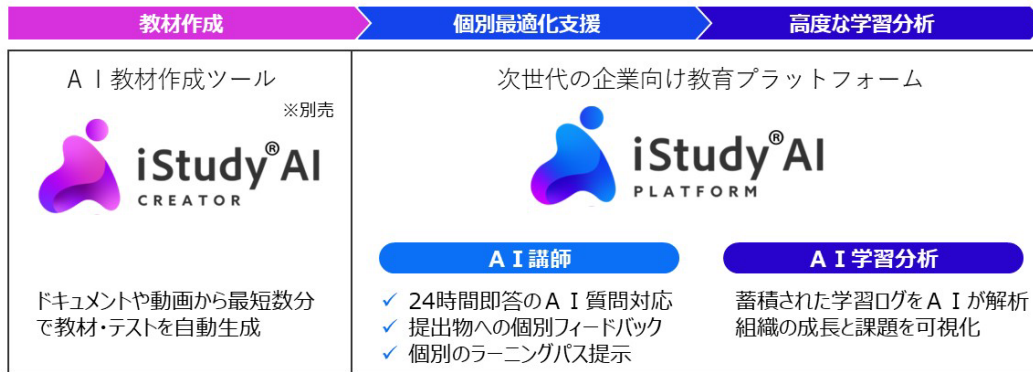 教材作成
個別最適化支援
高度な学習分析
ＡＩ教材作成ツール
※別売
iStudy®AI
CREATOR
ドキュメントや動画から最短数分
で教材・テストを自動生成
次世代の企業向け教育プラットフォーム
iStudy®AI
PLATFORM
ＡＩ講師
✓ 24時間即答のＡＩ質問対応
✓ 提出物への個別フィードバック
✓ 個別のラーニングパス提示
ＡＩ学習分析
蓄積された学習ログをＡＩが解析
組織の成長と課題を可視化